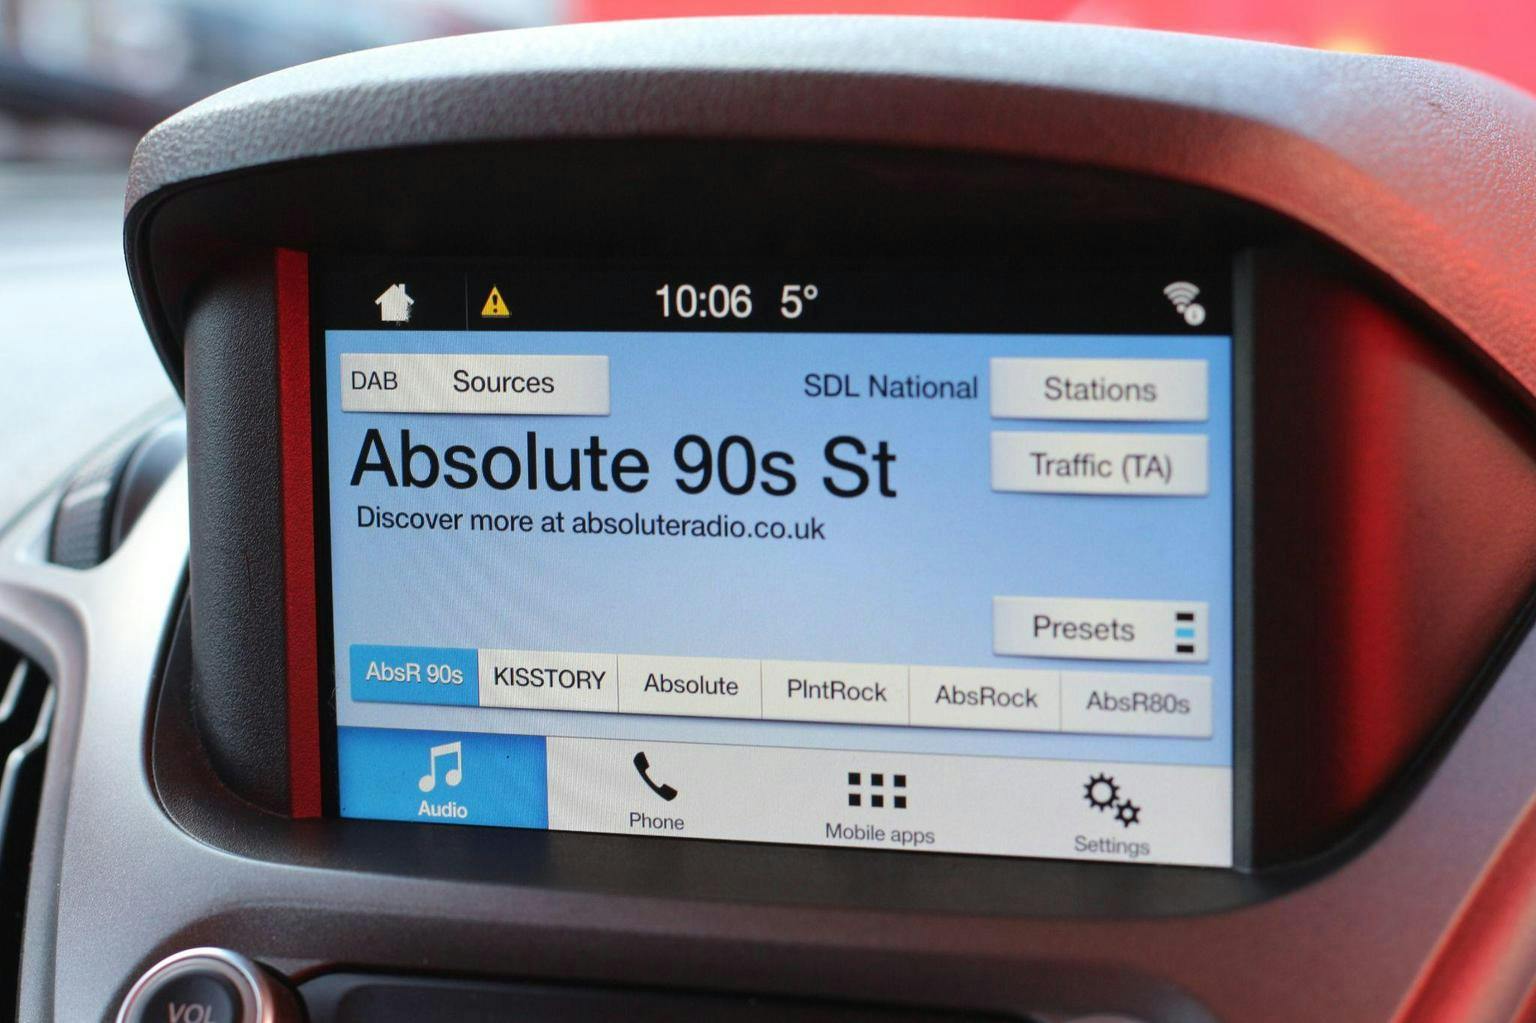 10:06 5°
DAB Sources
SDL National
Stations
Absolute 90s St
Traffic (TA)
Discover more at absoluteradio.co.uk
Presets
AbsR 90s KISSTORY Absolute PlntRock AbsRock AbsR80s
Audio Phone Mobile apps Settings
VOL